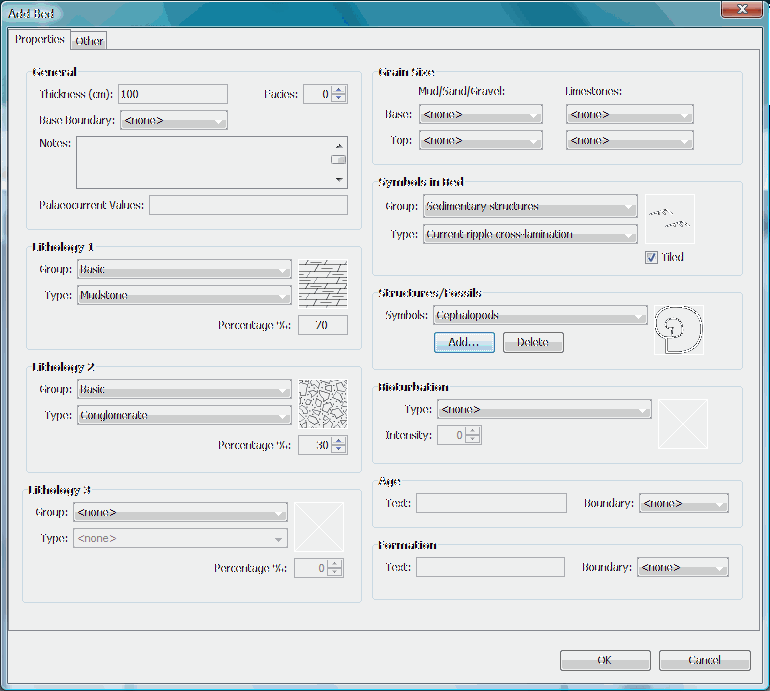 Add Bed
Properties
Other
General
Thickness (cm): 100 Facies: 0
Base Boundary: <none>
Notes:
Palaeocurrent Values:
Lithology 1
Group: Basic
Type: Mudstone
Percentage %: 70
Lithology 2
Group: Basic
Type: Conglomerate
Percentage %: 30
Lithology 3
Group: <none>
Type: <none>
Percentage %: 0
Grain Size
Mud/Sand/Gravel: Limestones:
Base: <none> <none>
Top: <none> <none>
Symbols in Bed
Group: Sedimentary structures
Type: Current ripple cross-lamination
Tiled
Structures/Fossils
Symbols: Cephalopods
Add... Delete
Bioturbation
Type: <none>
Intensity: 0
Age
Text: Boundary: <none>
Formation
Text: Boundary: <none>
OK Cancel